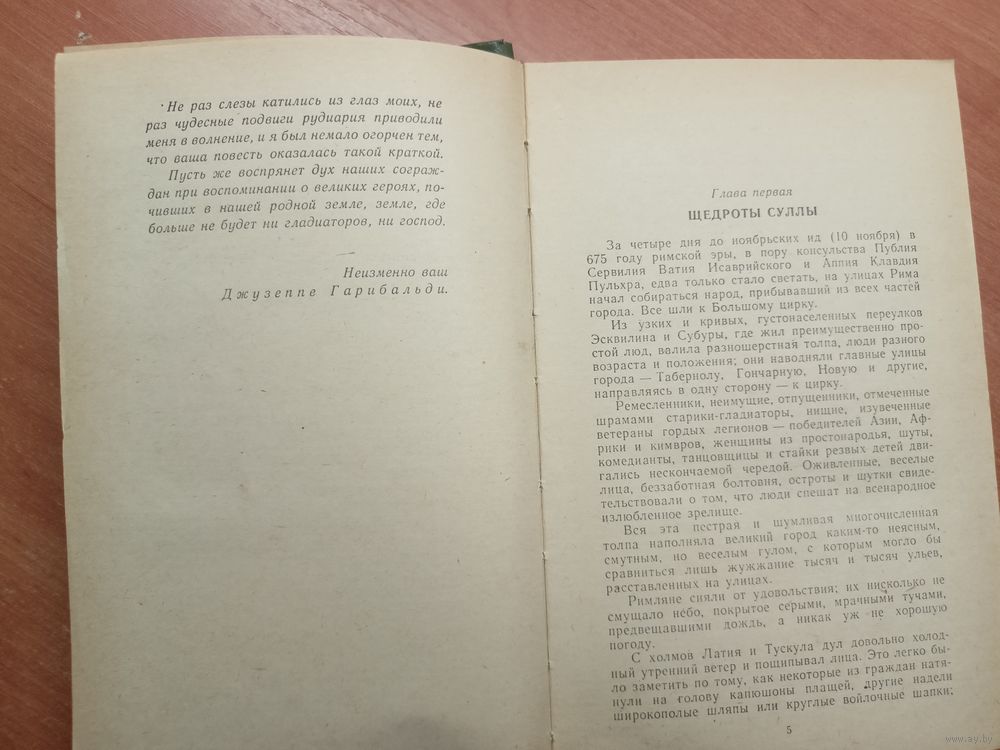 Не раз слезы катились из глаз моих, не
раз чудесные подвиги рудиария приводили
меня в волнение, и я был немало огорчен тем,
что ваша повесть оказалась такой краткой.
Пусть же воспрянет дух наших сограж-
дан при воспоминании о великих героях, по-
чивших в нашей родной земле, земле, где
больше не будет ни гладиаторов, ни господ.
Неизменно ваш
Джузеппе Гарибальди.
Глава первая
ЩЕДРОТЫ СУЛЛЫ
За четыре дня до ноябрьских ид (10 ноября) в
675 году римской эры, в пору консульства Публия
Сервилия Ватия Исаврийского и Аппия Клавдия
Пульхра, едва только стало светать, на улицах Рима
начал собираться народ, прибывавший из всех частей
города. Все шли к Большому цирку.
Из узких и кривых, густонаселенных переулков
Эсквилина и Субуры, где жил преимущественно про-
стой люд, валила разношерстная толпа, люди разного
возраста и положения; они наводняли главные улицы
города — Табернолу, Гончарную, Новую и другие,
направляясь в одну сторону — к цирку.
Ремесленники, неимущие, отпущенники, отмеченные
шрамами старики-гладиаторы, нищие, изувеченные
ветераны гордых легионов — победителей Азии, Аф-
рики и кимвров, женщины из простонародья, шуты,
комедианты, танцовщицы и стайки резвых детей дви-
гались нескончаемой чередой. Оживленные, веселые
лица, беззаботная болтовня, остроты и шутки свиде-
тельствовали о том, что люди спешат на всенародное
излюбленное зрелище.
Вся эта пестрая и шумливая многочисленная
толпа наполняла великий город каким-то неясным,
смутным, но веселым гулом, с которым могло бы
сравниться лишь жужжание тысяч и тысяч ульев,
расставленных на улицах.
Римляне сияли от удовольствия; их нисколько не
смущало небо, покрытое серыми, мрачными тучами,
предвещавшими дождь, а никак уж не хорошую
погоду.
С холмов Латия и Тускула дул довольно холод-
ный утренний ветер и пощипывал лица. Это легко бы-
ло заметить по тому, как некоторые из граждан натя-
нули на голову капюшоны плащей, другие надели
широкополые шляпы или круглые войлочные шапки;
5
www.ay.by